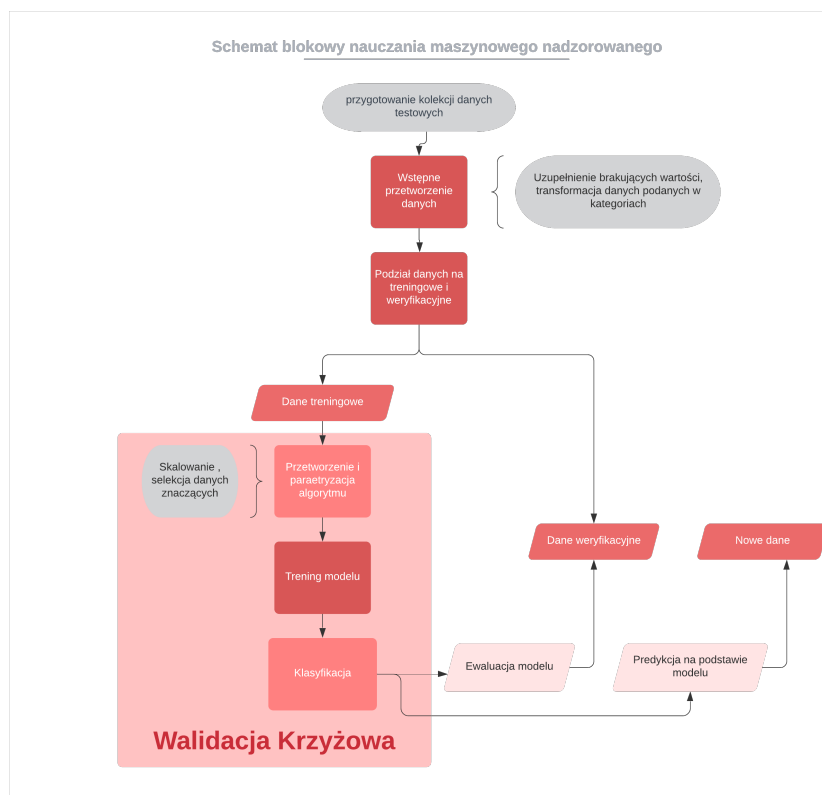 Schemat blokowy nauczania maszynowego nadzorowanego
przygotowanie kolekcji danych
testowych
Wstępne
przetworzenie
danych
Uzupełnienie brakujących wartości,
transformacja danych podanych w
kategoriach
Podział danych na
treningowe i
weryfikacyjne
Dane treningowe
Skalowanie ,
selekcja danych
znaczących
Przetworzenie i
paraetryzacja
algorytmu
Trening modelu
Dane weryfikacyjne
Nowe dane
Klasyfikacja
Ewaluacja modelu
Predykcja na podstawie
modelu
Walidacja Krzyżowa